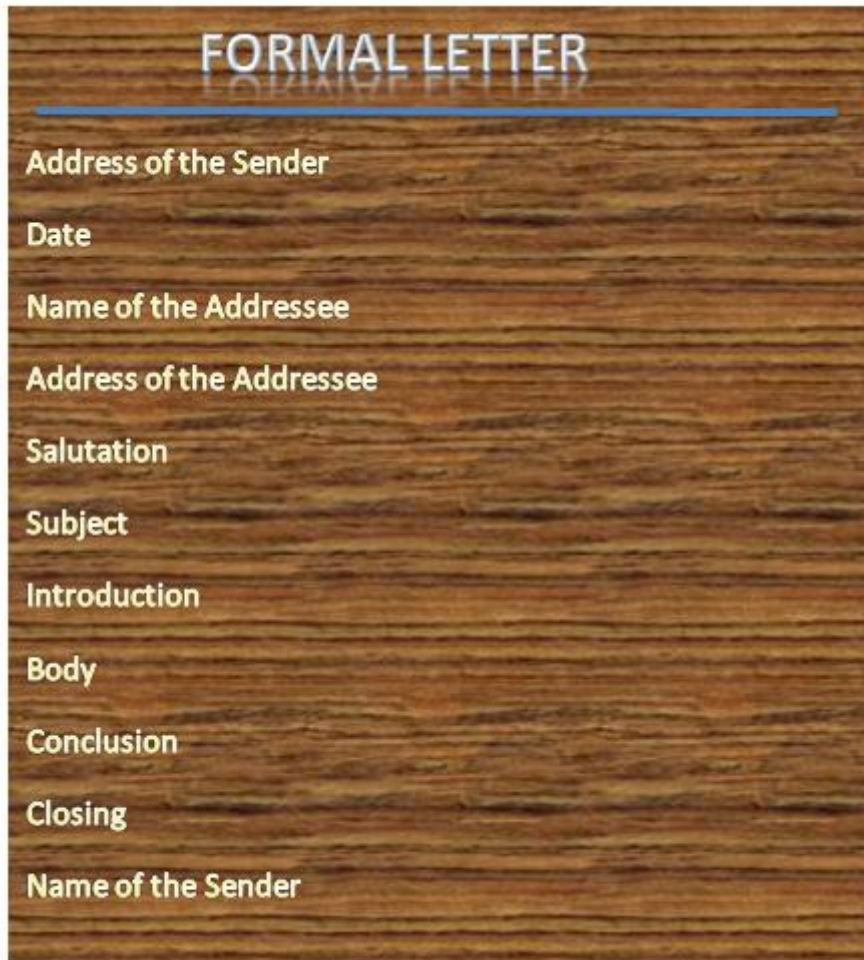 FORMAL LETTER
Address of the Sender
Date
Name of the Addressee
Address of the Addressee
Salutation
Subject
Introduction
Body
Conclusion
Closing
Name of the Sender